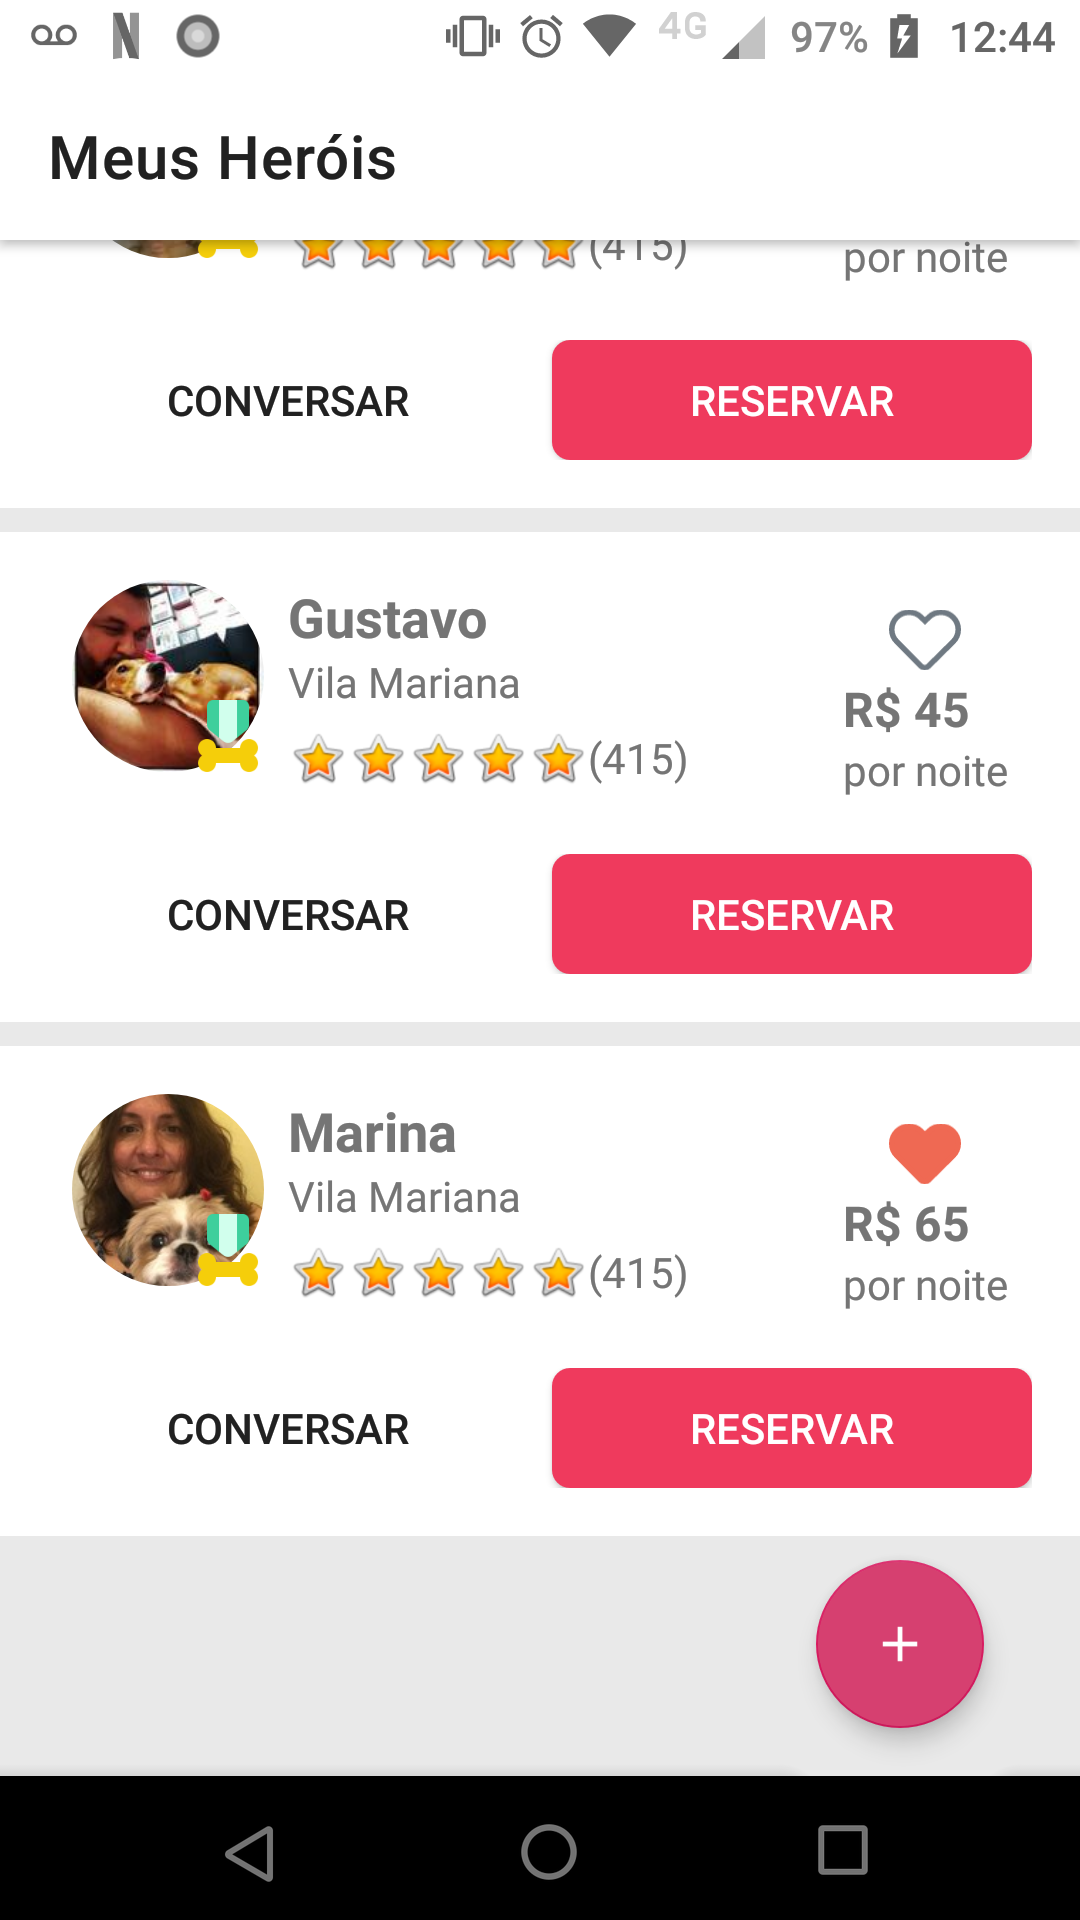 4G 97% 12:44
Meus Heróis
(415)
por noite
CONVERSAR RESERVAR
Gustavo
Vila Mariana
R$ 45
(415)
por noite
CONVERSAR RESERVAR
Marina
Vila Mariana
R$ 65
(415)
por noite
CONVERSAR RESERVAR